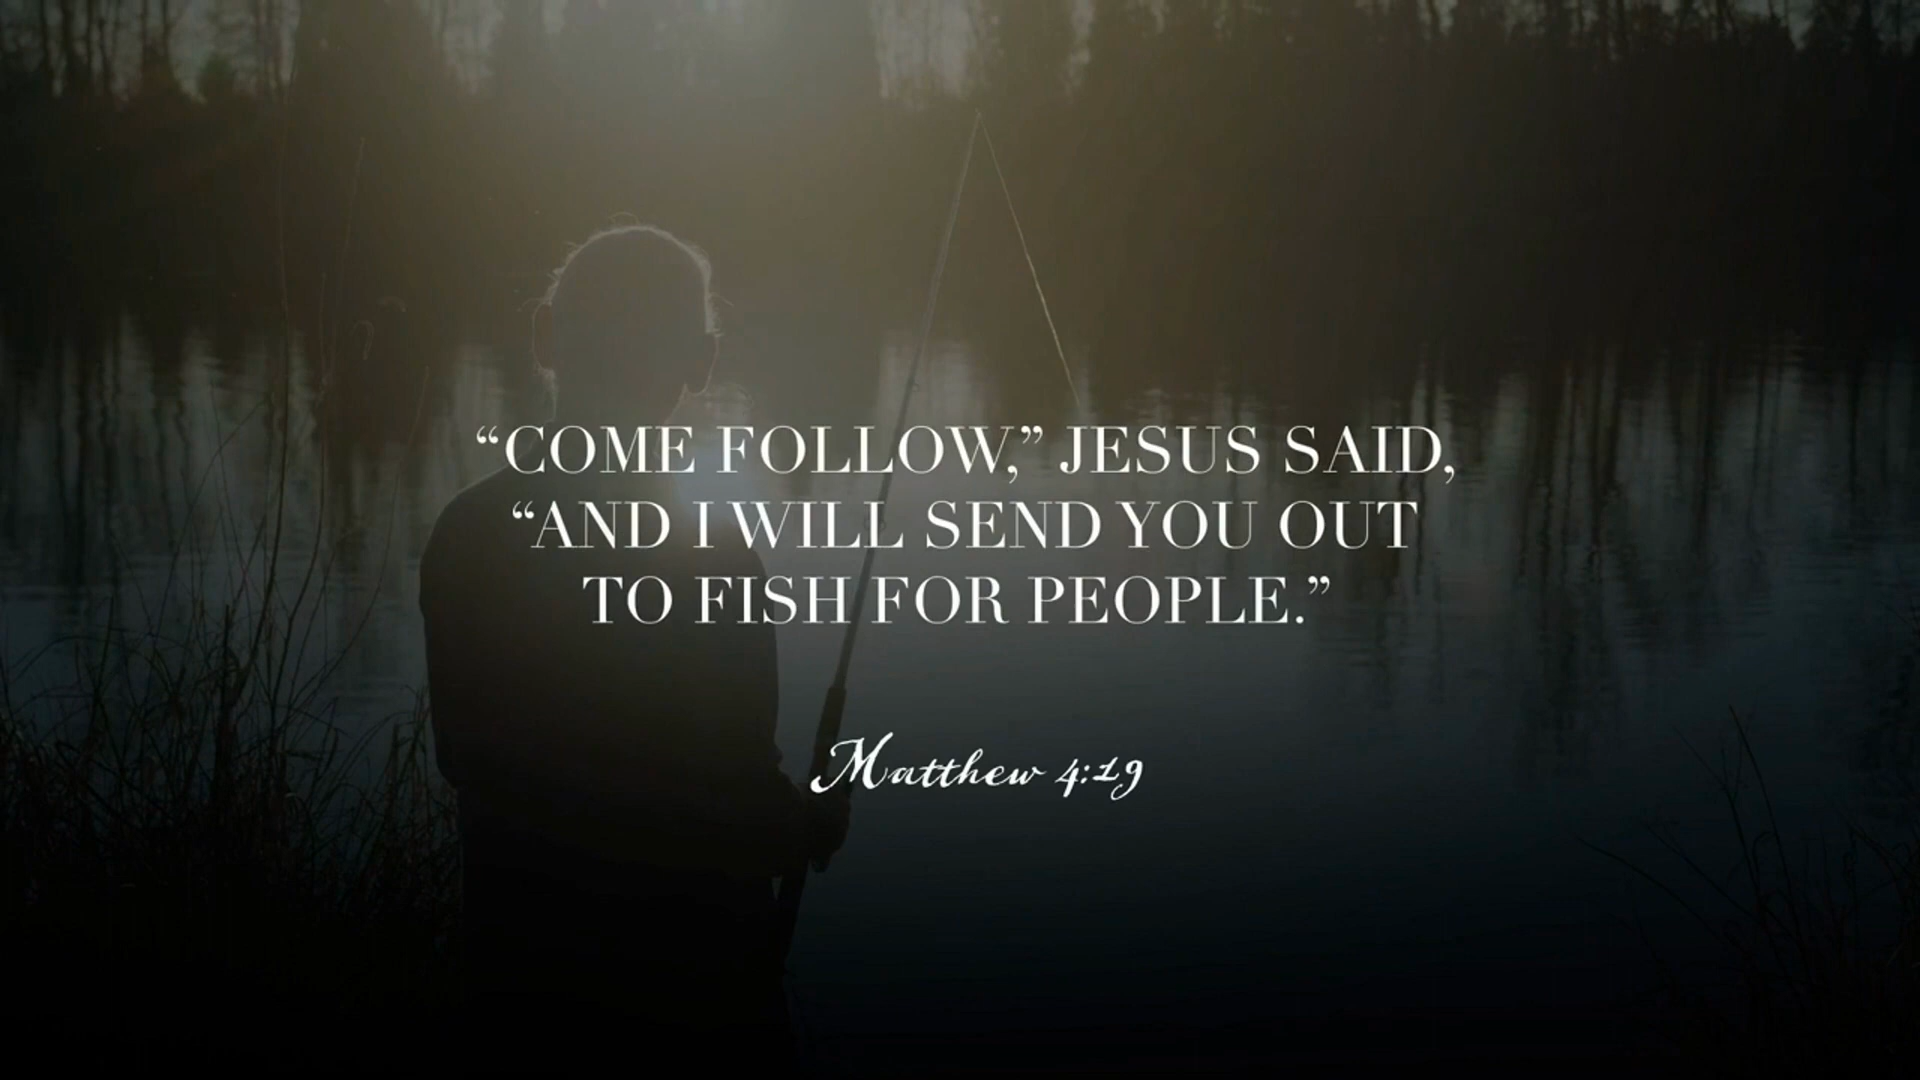 “COME FOLLOW,” JESUS SAID,
“AND I WILL SEND YOU OUT
TO FISH FOR PEOPLE.”
Matthew 4:19